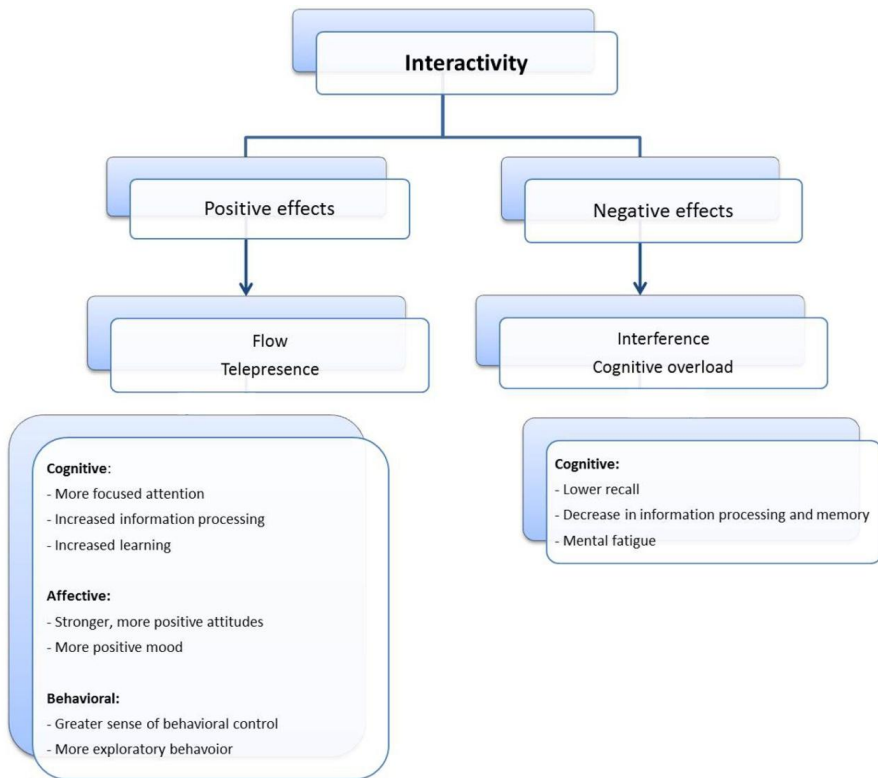 Interactivity
Positive effects
Negative effects
Flow
Telepresence
Interference
Cognitive overload
Cognitive:
- More focused attention
- Increased information processing
- Increased learning
Affective:
- Stronger, more positive attitudes
- More positive mood
Behavioral:
- Greater sense of behavioral control
- More exploratory behavoior
Cognitive:
- Lower recall
- Decrease in information processing and memory
- Mental fatigue